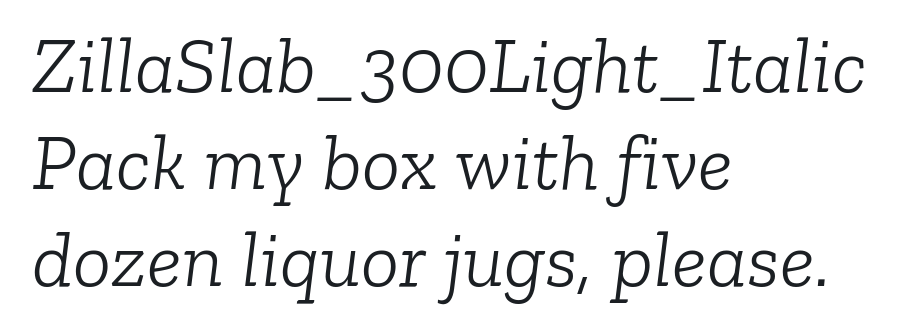 ZillaSlab_300Light_Italic
Pack my box with five
dozen liquor jugs, please.